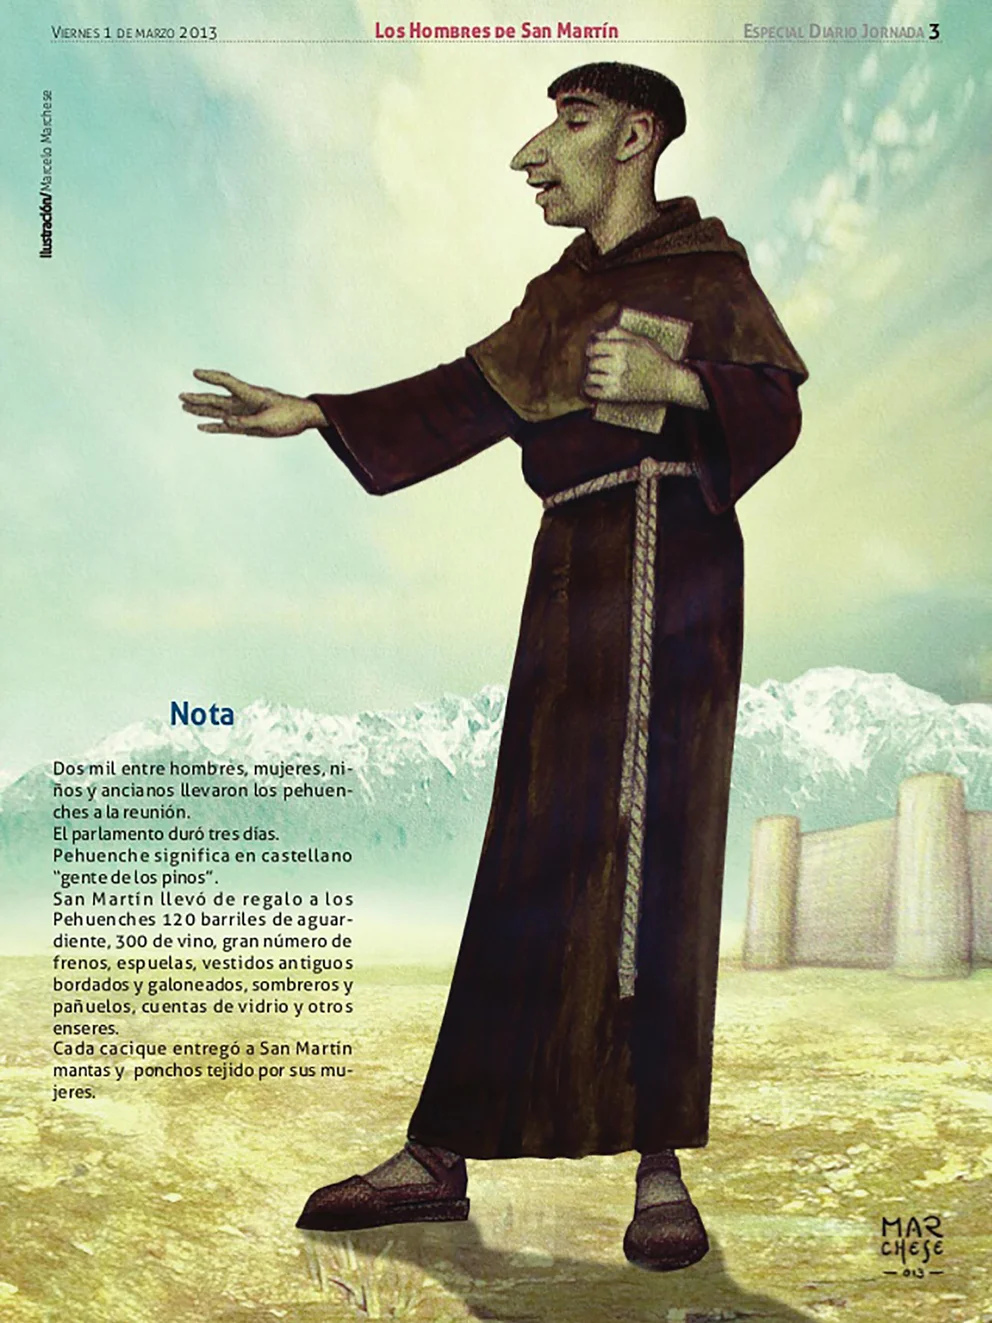 VIERNES 1 DE MARZO 2013
Los Hombres de San Martín
ESPECIAL DIARIO JORNADA 3
Ilustración/Marcelo Marchese
Nota
Dos mil entre hombres, mujeres, ni-
ños y ancianos llevaron los pehuen-
ches a la reunión.
El parlamento duró tres días.
Pehuenche significa en castellano
“gente de los pinos”.
San Martín llevó de regalo a los
Pehuenches 120 barriles de aguar-
diente, 300 de vino, gran número de
frenos, espuelas, vestidos antiguos
bordados y galoneados, sombreros y
pañuelos, cuentas de vidrio y otros
enseres.
Cada cacique entregó a San Martín
mantas y ponchos tejido por sus mu-
jeres.
MAR
CHESE
—013—